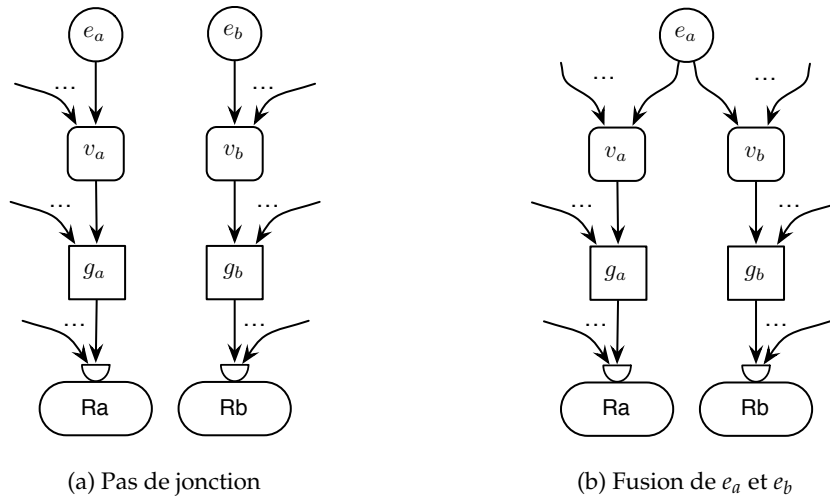 e_a e_b e_a
... ... ...
v_a v_b v_a v_b
... ... ... ...
g_a g_b g_a g_b
... ... ... ...
Ra Rb Ra Rb
(a) Pas de jonction (b) Fusion de e_a et e_b